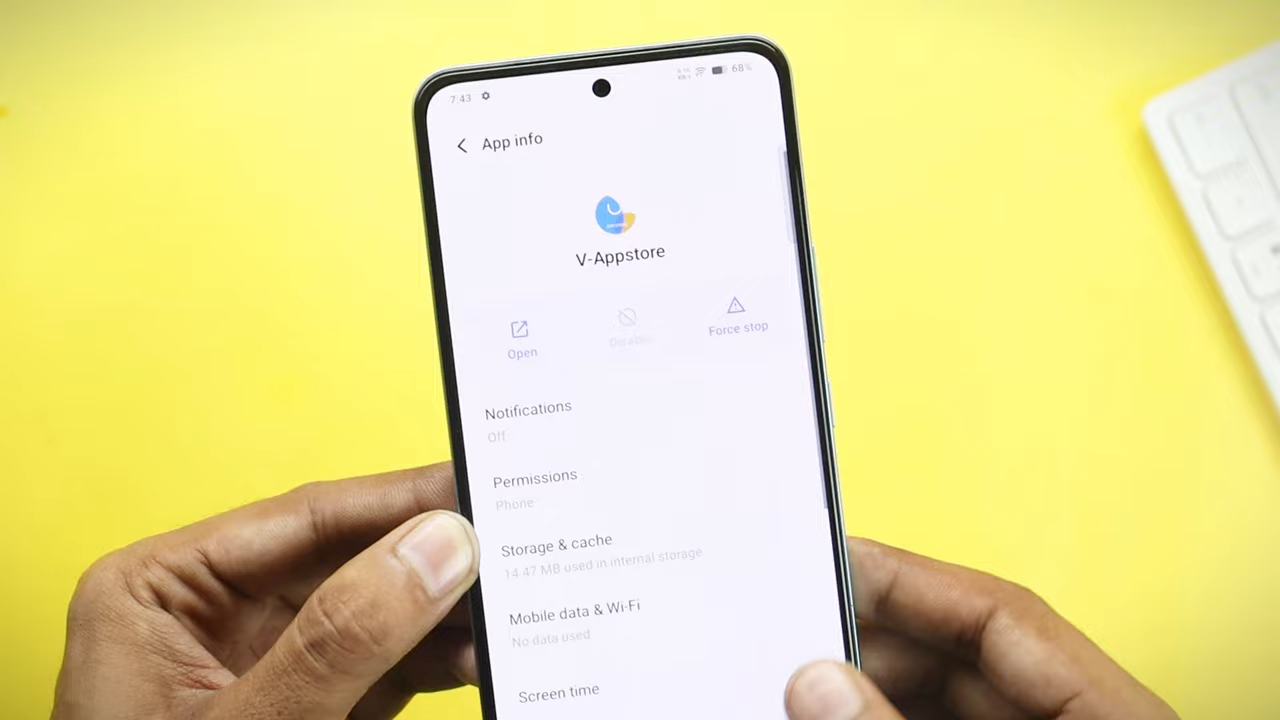 7:43
68%
App info
V-Appstore
Open
Disable
Force stop
Notifications
Off
Permissions
Phone
Storage & cache
14.47 MB used in internal storage
Mobile data & Wi-Fi
No data used
Screen time